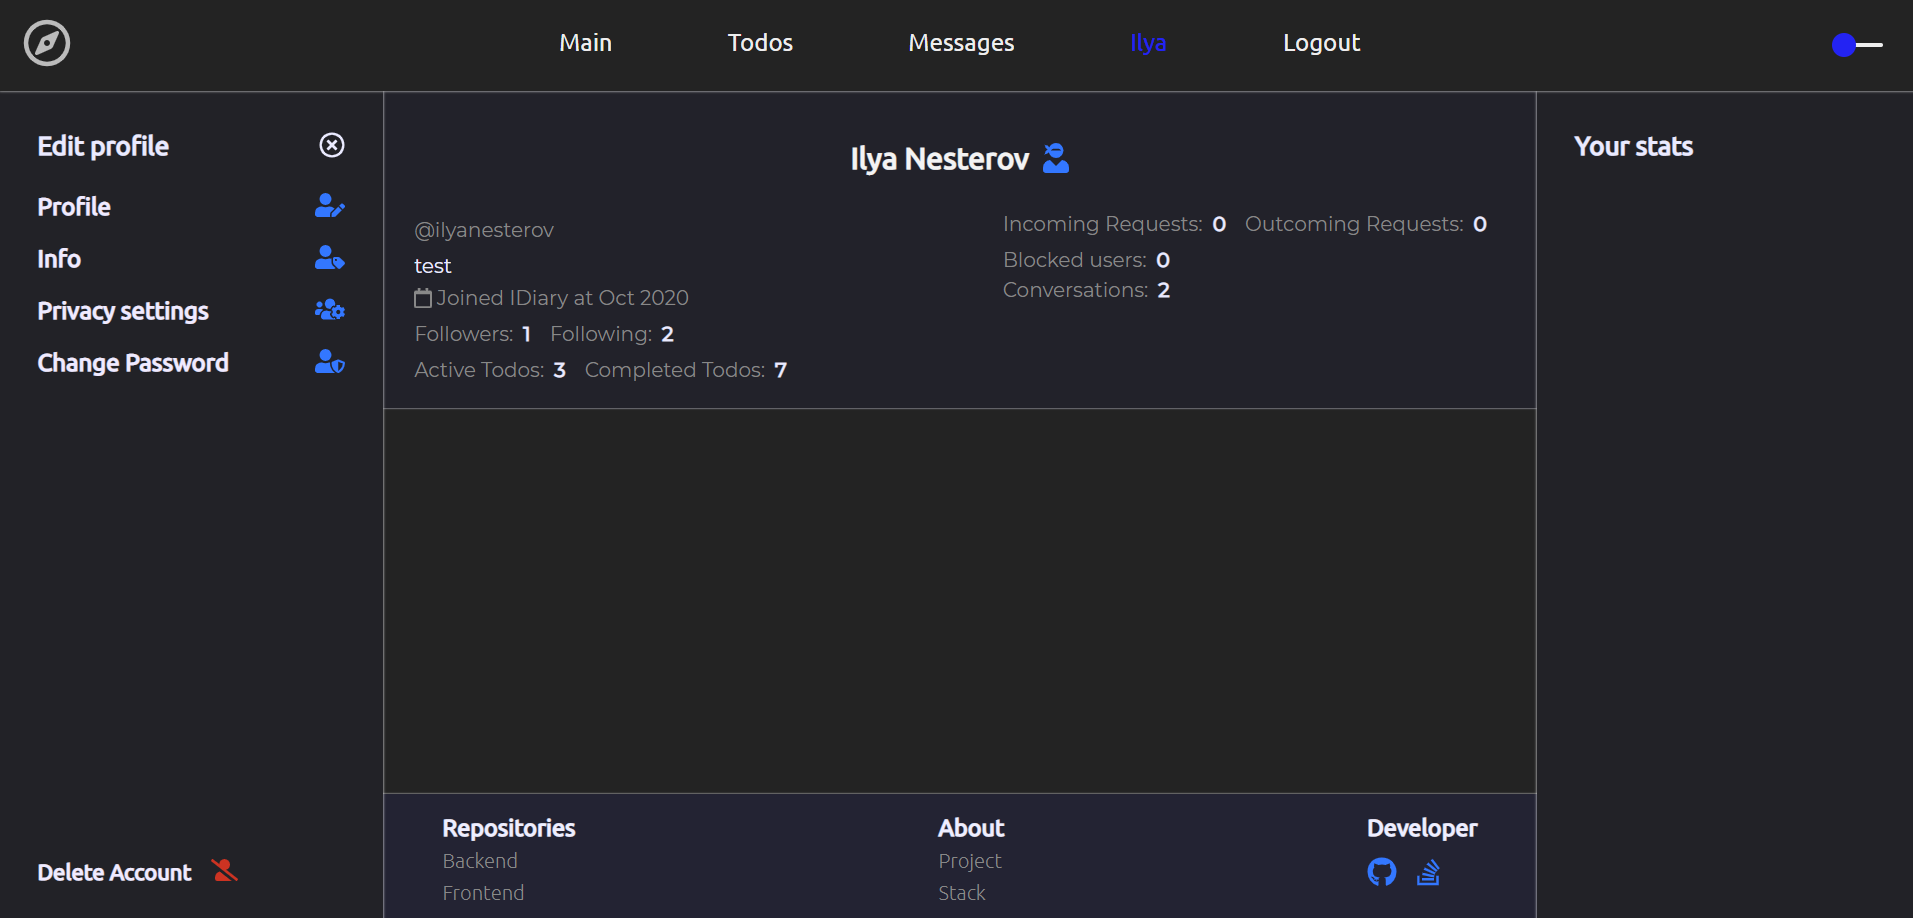 Main Todos Messages Ilya Logout
Edit profile
Profile
Info
Privacy settings
Change Password
Delete Account
Ilya Nesterov
@ilyanesterov
test
Joined IDiary at Oct 2020
Followers: 1 Following: 2
Active Todos: 3 Completed Todos: 7
Incoming Requests: 0 Outcoming Requests: 0
Blocked users: 0
Conversations: 2
Your stats
Repositories
Backend
Frontend
About
Project
Stack
Developer